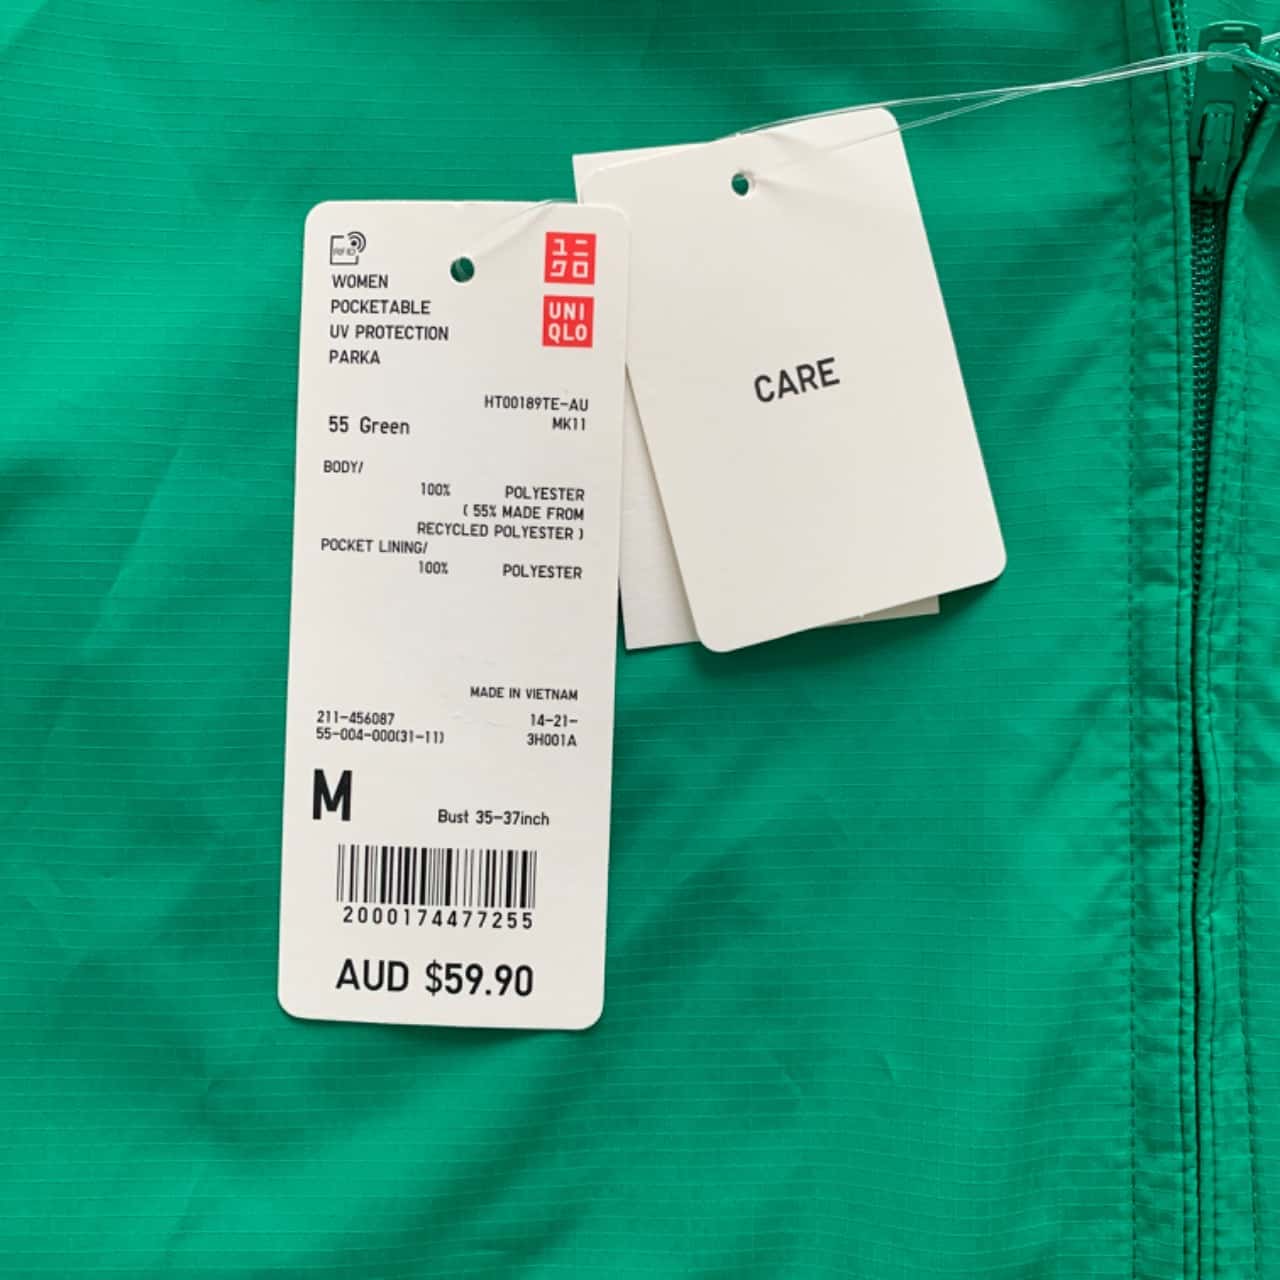 RFID
ユニ
クロ
UNI
QLO
WOMEN
POCKETABLE
UV PROTECTION
PARKA
HT00189TE-AU
55 Green
MK11
BODY/
100% POLYESTER
( 55% MADE FROM
RECYCLED POLYESTER )
POCKET LINING/
100% POLYESTER
MADE IN VIETNAM
211-456087 14-21-
55-004-000(31-11) 3H001A
M
Bust 35-37inch
2000174477255
AUD $59.90
CARE